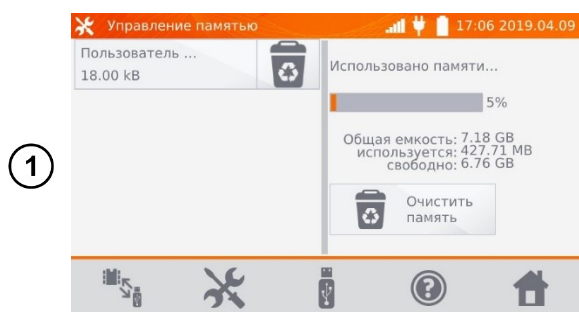 Управление памятью
17:06 2019.04.09
Пользователь ...
18.00 kB
Использовано памяти...
5%
Общая емкость: 7.18 GB
используется: 427.71 MB
свободно: 6.76 GB
Очистить
память
1